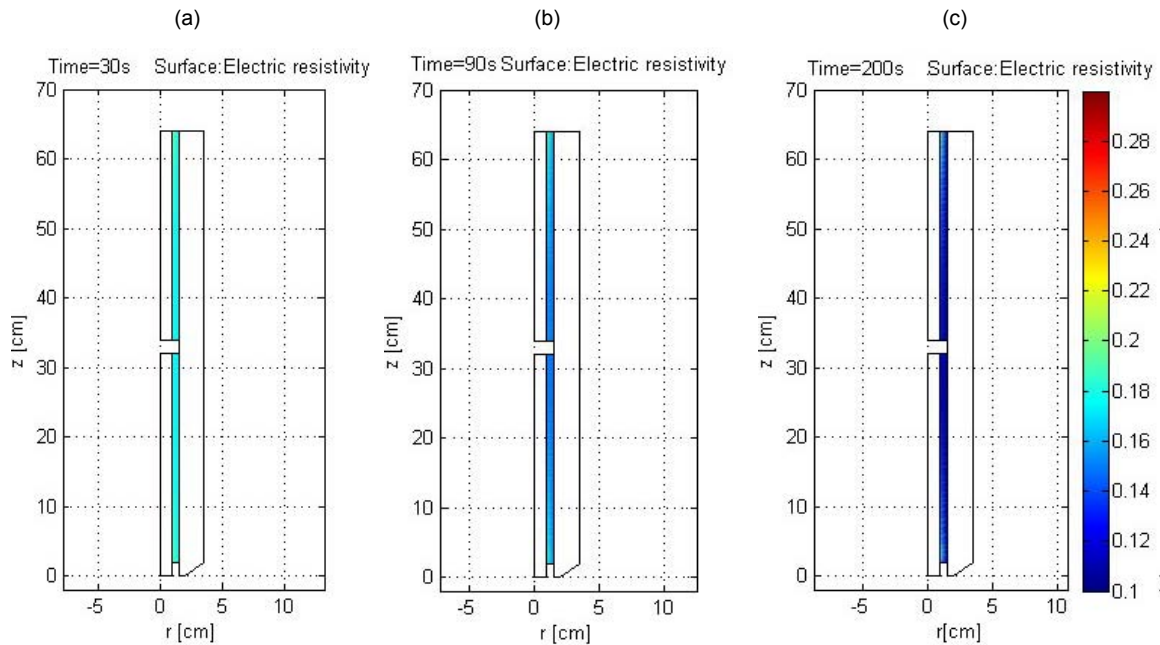 (a)
(b)
(c)
Time=30s Surface:Electric resistivity
Time=90s Surface:Electric resistivity
Time=200s Surface:Electric resistivity
70
60
50
40
30
20
10
0
z [cm]
-5 0 5 10
r [cm]
70
60
50
40
30
20
10
0
z [cm]
-5 0 5 10
r [cm]
70
60
50
40
30
20
10
0
z [cm]
-5 0 5 10
r[cm]
0.28
0.26
0.24
0.22
0.2
0.18
0.16
0.14
0.12
0.1